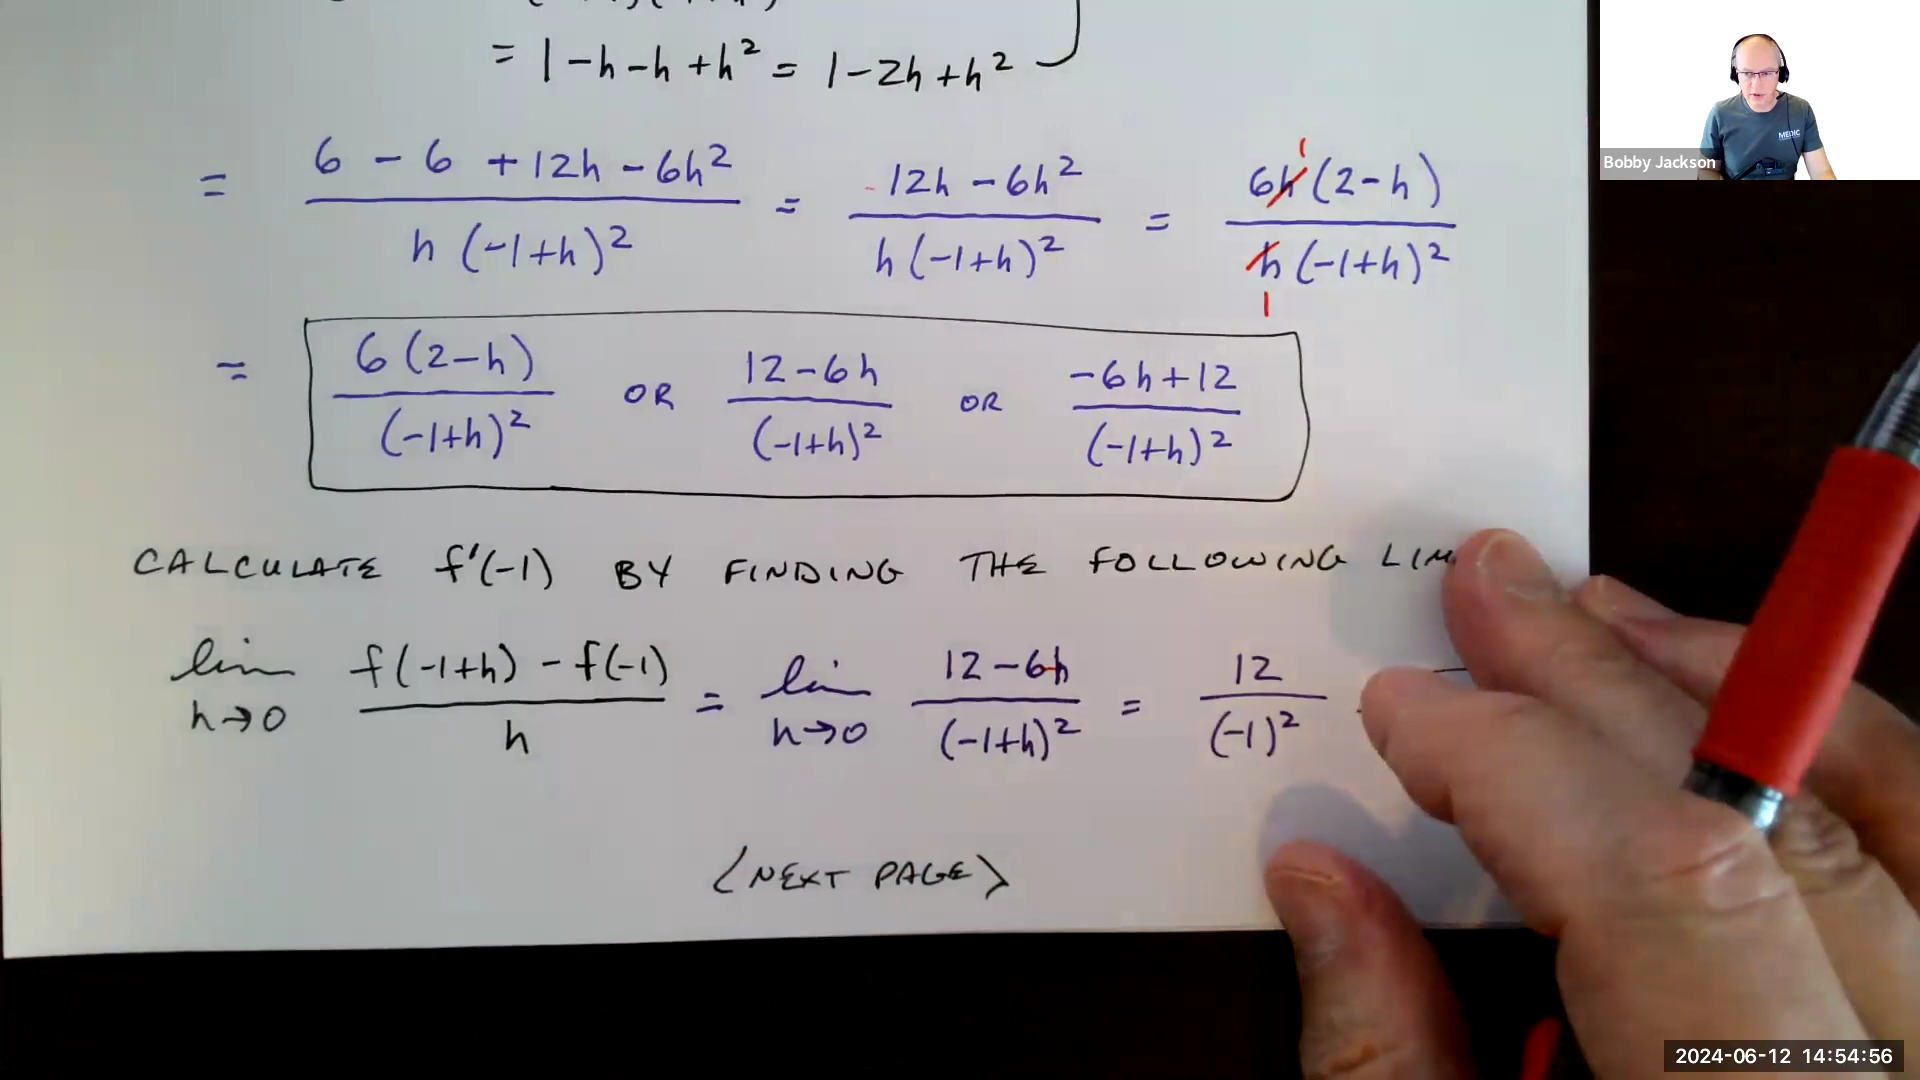 = 1-h-h+h² = 1-2h+h²
= 6 - 6 + 12h - 6h² / h(-1+h)² = 12h - 6h² / h(-1+h)² = 6h(2-h) / h(-1+h)²
1
1
= 6(2-h) / (-1+h)² OR 12-6h / (-1+h)² OR -6h+12 / (-1+h)²
CALCULATE f'(-1) BY FINDING THE FOLLOWING
lim h→0 f(-1+h) - f(-1) / h = lim h→0 12-6h / (-1+h)² = 12 / (-1)²
<NEXT PAGE>
Bobby Jackson
MEDIC
2024-06-12 14:54:56